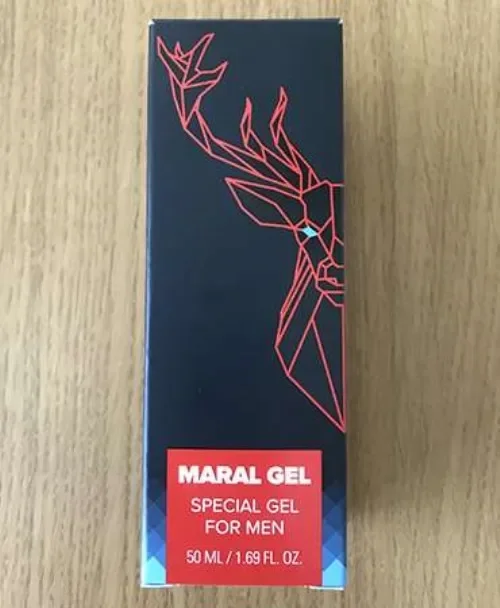 MARAL GEL
SPECIAL GEL
FOR MEN
50 ML / 1.69 FL. OZ.